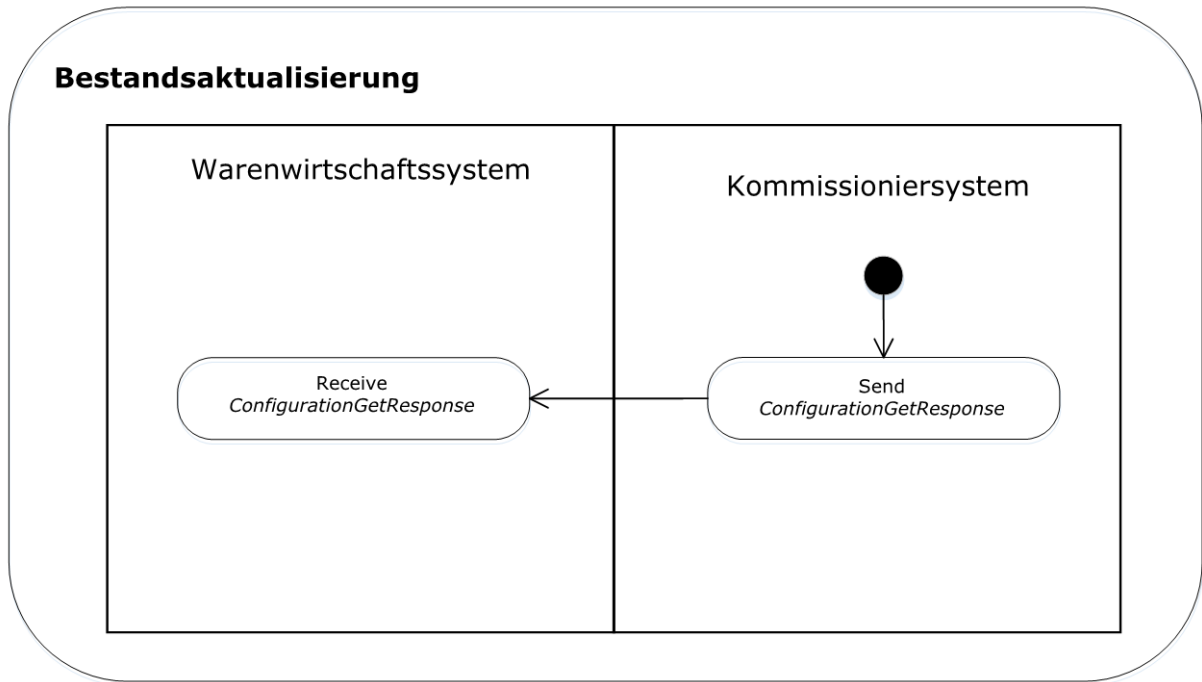 Bestandsaktualisierung
Warenwirtschaftssystem
Kommissioniersystem
Receive
ConfigurationGetResponse
Send
ConfigurationGetResponse